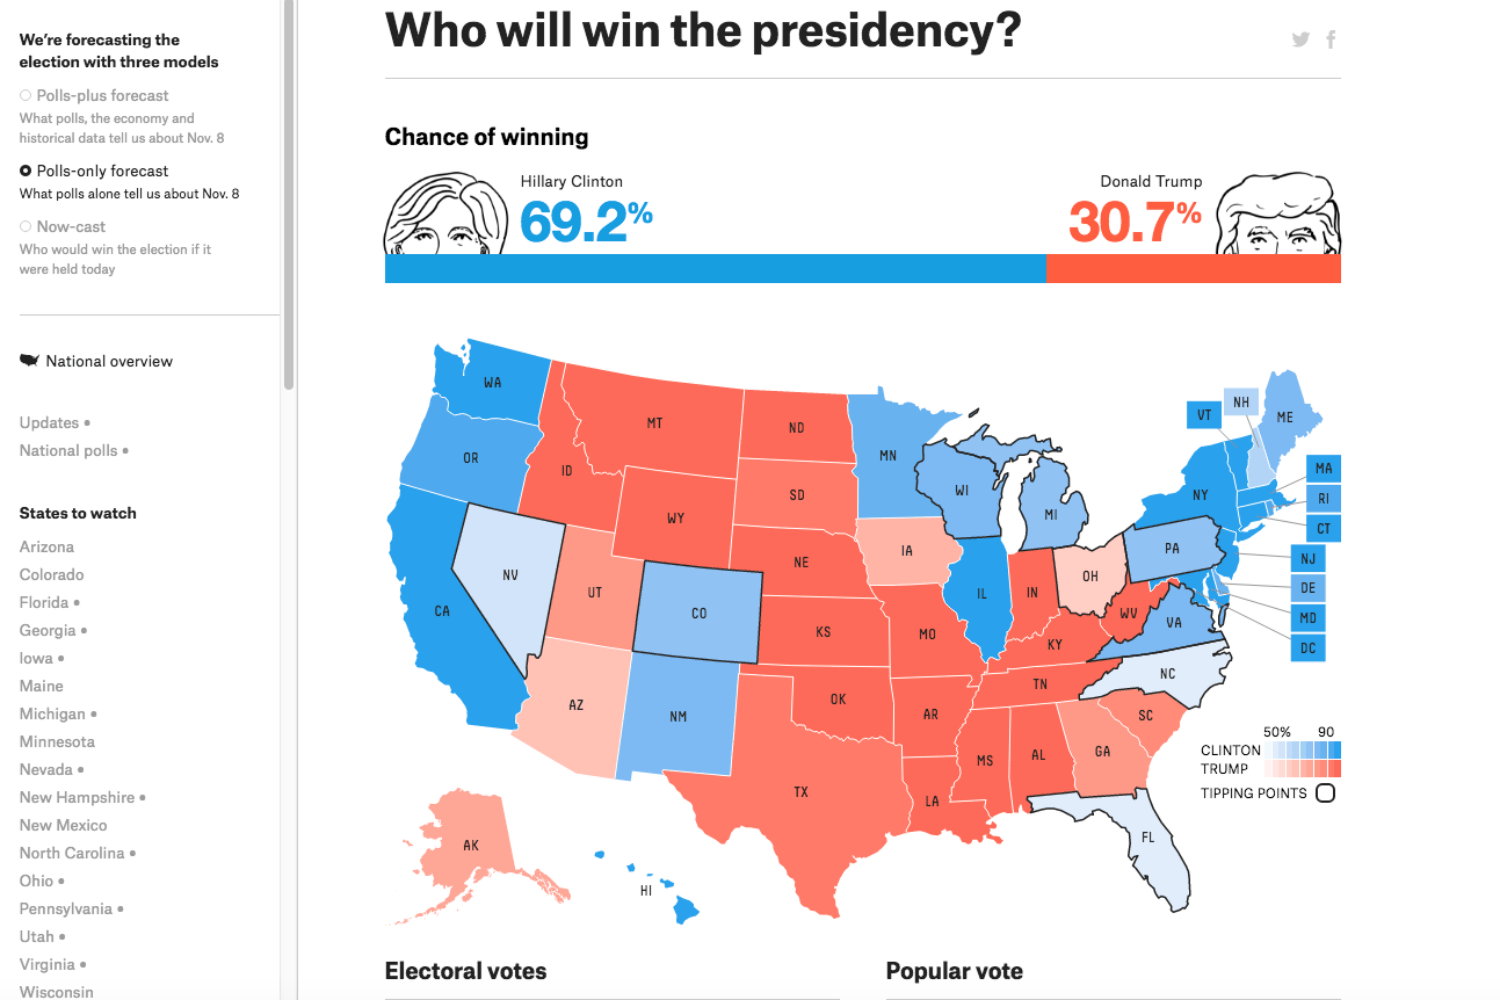 We're forecasting the
election with three models
Polls-plus forecast
What polls, the economy and
historical data tell us about Nov. 8
Polls-only forecast
What polls alone tell us about Nov. 8
Now-cast
Who would win the election if it
were held today
National overview
Updates •
National polls •
States to watch
Arizona
Colorado
Florida •
Georgia •
Iowa •
Maine
Michigan •
Minnesota
Nevada •
New Hampshire •
New Mexico
North Carolina •
Ohio •
Pennsylvania •
Utah •
Virginia •
Wisconsin
Who will win the presidency?
Chance of winning
Hillary Clinton
69.2%
Donald Trump
30.7%
WA
MT
ND
MN
OR
ID
SD
WI
MI
WY
NV
UT
CO
NE
IA
IL
IN
OH
PA
NY
NH
VT
ME
MA
RI
CT
NJ
DE
MD
DC
CA
KS
MO
KY
WV
VA
AZ
NM
OK
AR
TN
NC
SC
TX
LA
MS
AL
GA
FL
AK
HI
50% 90
CLINTON
TRUMP
TIPPING POINTS
Electoral votes
Popular vote